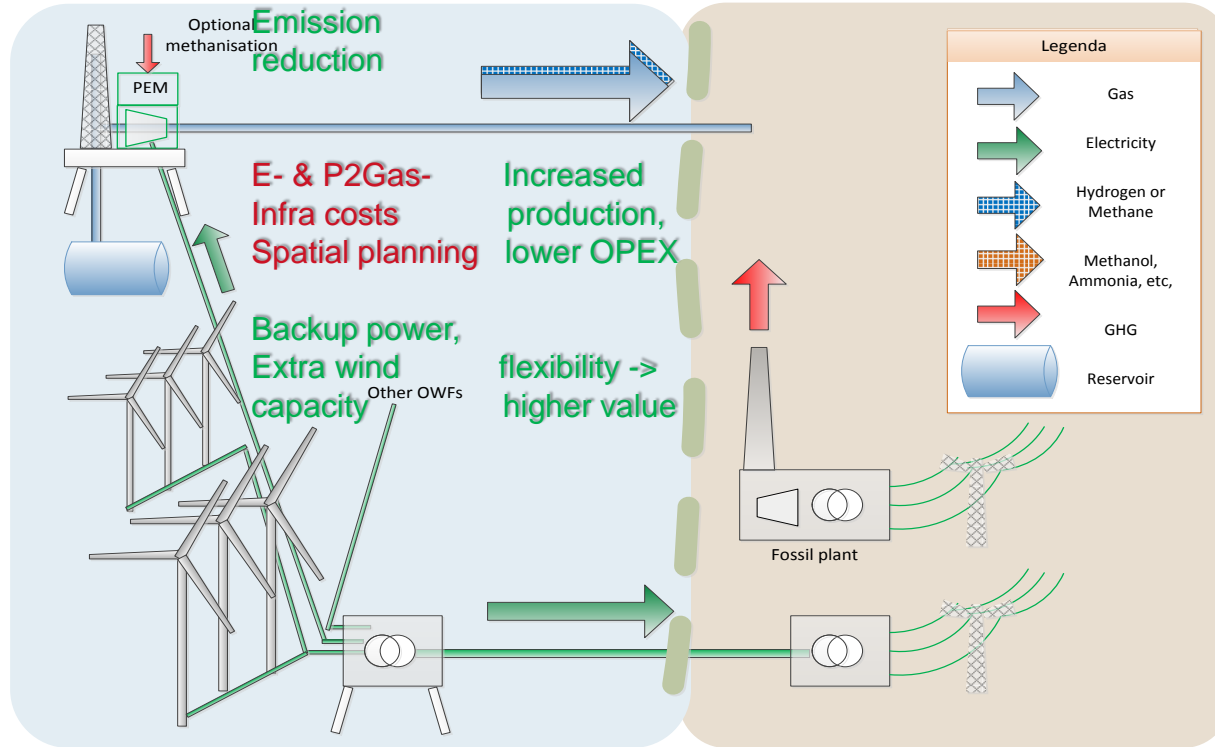 Optional
methanisation
Emission
reduction
PEM
E- & P2Gas-
Infra costs
Spatial planning
Increased
production,
lower OPEX
Backup power,
Extra wind
capacity
flexibility ->
higher value
Other OWFs
Fossil plant
Legenda
Gas
Electricity
Hydrogen or
Methane
Methanol,
Ammonia, etc,
GHG
Reservoir